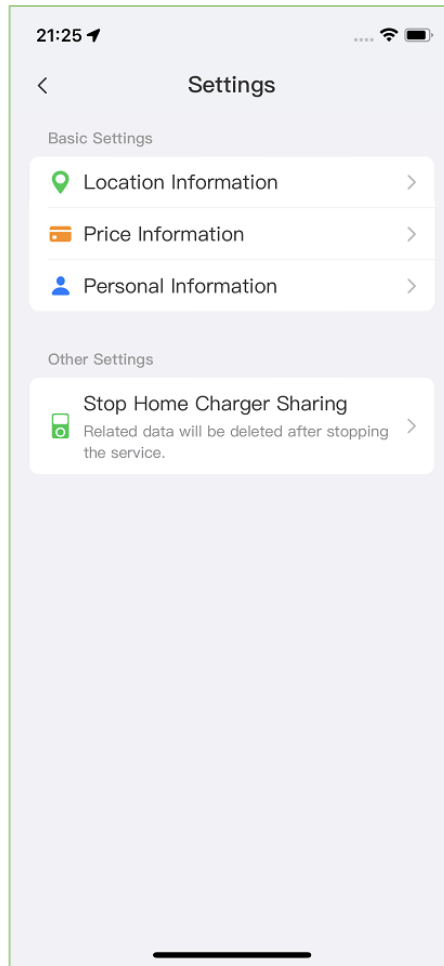 21:25
Settings
Basic Settings
Location Information
Price Information
Personal Information
Other Settings
Stop Home Charger Sharing
Related data will be deleted after stopping
the service.